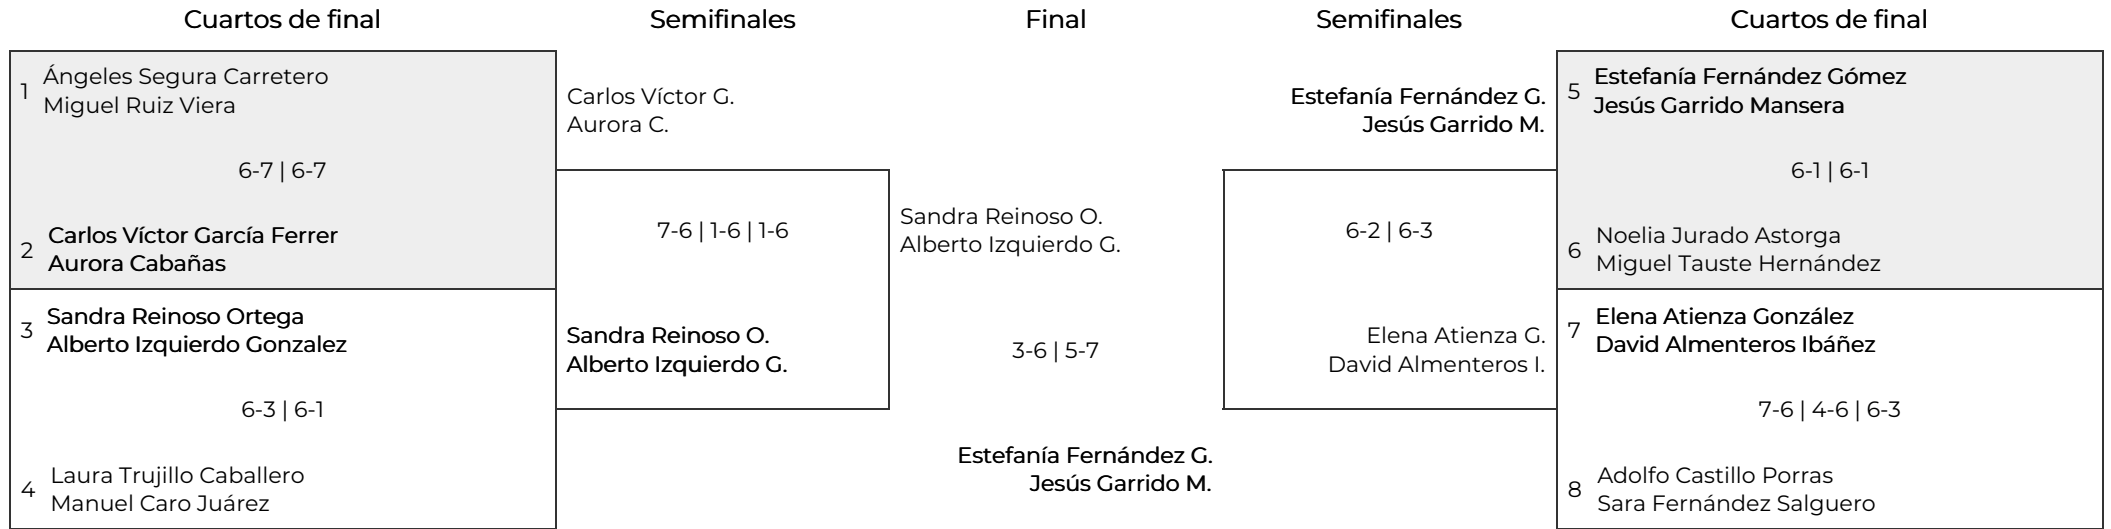 Cuartos de final
Semifinales
Final
Semifinales
Cuartos de final
1
Ángeles Segura Carretero
Miguel Ruiz Viera
6-7 | 6-7
2
Carlos Víctor García Ferrer
Aurora Cabañas
3
Sandra Reinoso Ortega
Alberto Izquierdo Gonzalez
6-3 | 6-1
4
Laura Trujillo Caballero
Manuel Caro Juárez
Carlos Víctor G.
Aurora C.
7-6 | 1-6 | 1-6
Sandra Reinoso O.
Alberto Izquierdo G.
Sandra Reinoso O.
Alberto Izquierdo G.
3-6 | 5-7
Estefanía Fernández G.
Jesús Garrido M.
Estefanía Fernández G.
Jesús Garrido M.
6-2 | 6-3
Elena Atienza G.
David Almenteros I.
5
Estefanía Fernández Gómez
Jesús Garrido Mansera
6-1 | 6-1
6
Noelia Jurado Astorga
Miguel Tauste Hernández
7
Elena Atienza González
David Almenteros Ibáñez
7-6 | 4-6 | 6-3
8
Adolfo Castillo Porras
Sara Fernández Salguero